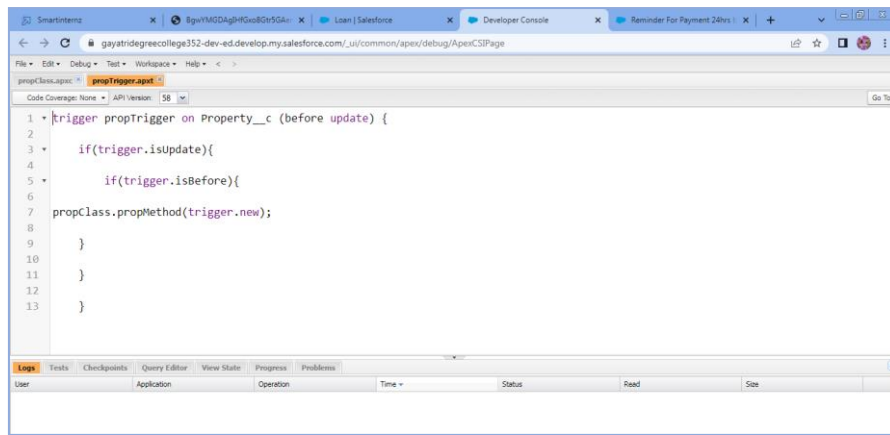 Smartinternz
Loan | Salesforce
Developer Console
Reminder For Payment 24hrs
gayatridegreecollege352-dev-ed.develop.my.salesforce.com/_ui/common/apex/debug/ApexCSIPage
File Edit Debug Test Workspace Help < >
propClass.apxc propTrigger.apxt
Code Coverage: None API Version: 58 Go To
1 trigger propTrigger on Property__c (before update) {
2
3 if(trigger.isUpdate){
4
5 if(trigger.isBefore){
6
7 propClass.propMethod(trigger.new);
8
9 }
10
11 }
12
13 }
Logs Tests Checkpoints Query Editor View State Progress Problems
User Application Operation Time Status Read Size